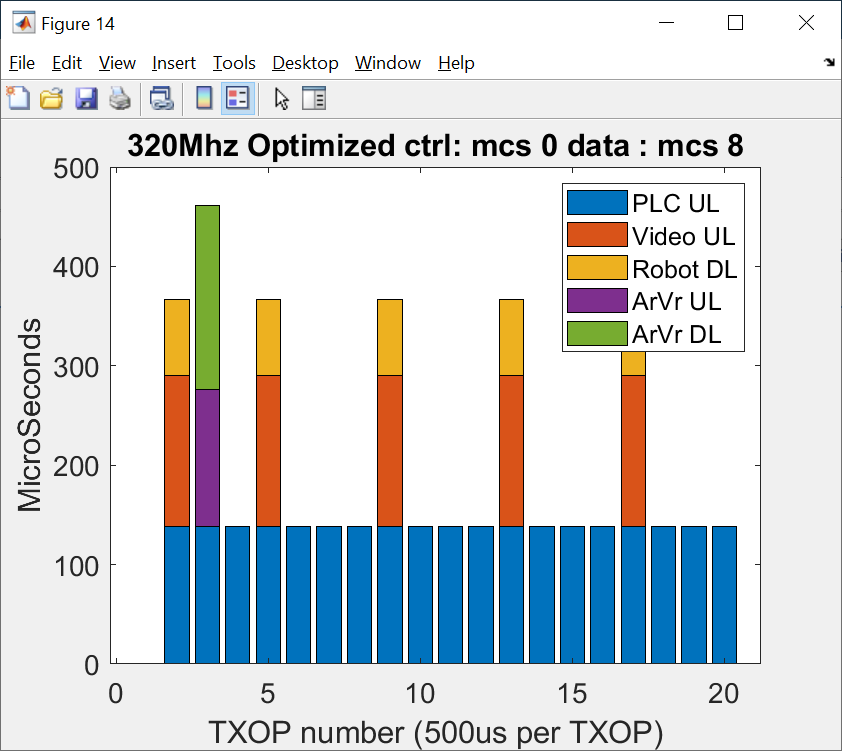 Figure 14
File Edit View Insert Tools Desktop Window Help
320Mhz Optimized ctrl: mcs 0 data : mcs 8
500
400
300
200
100
0
MicroSeconds
PLC UL
Video UL
Robot DL
ArVr UL
ArVr DL
0 5 10 15 20
TXOP number (500us per TXOP)